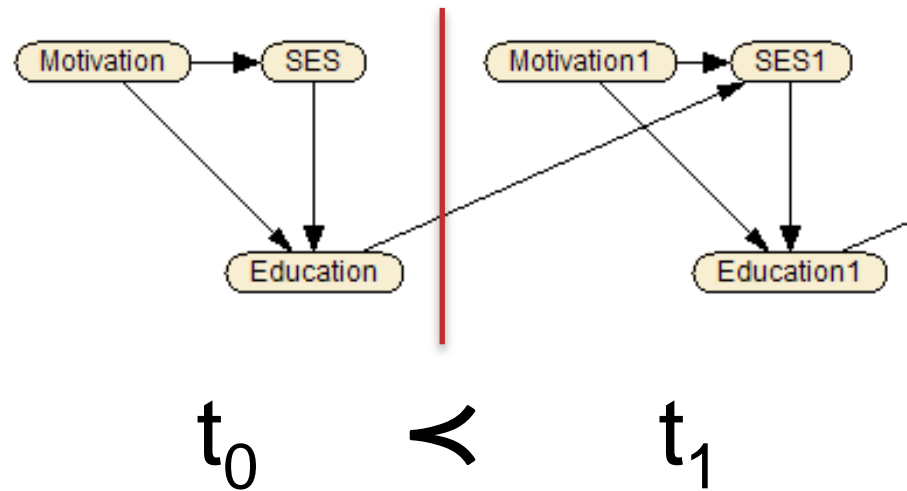 Motivation SES Motivation1 SES1
Education Education1
t₀ ≺ t₁